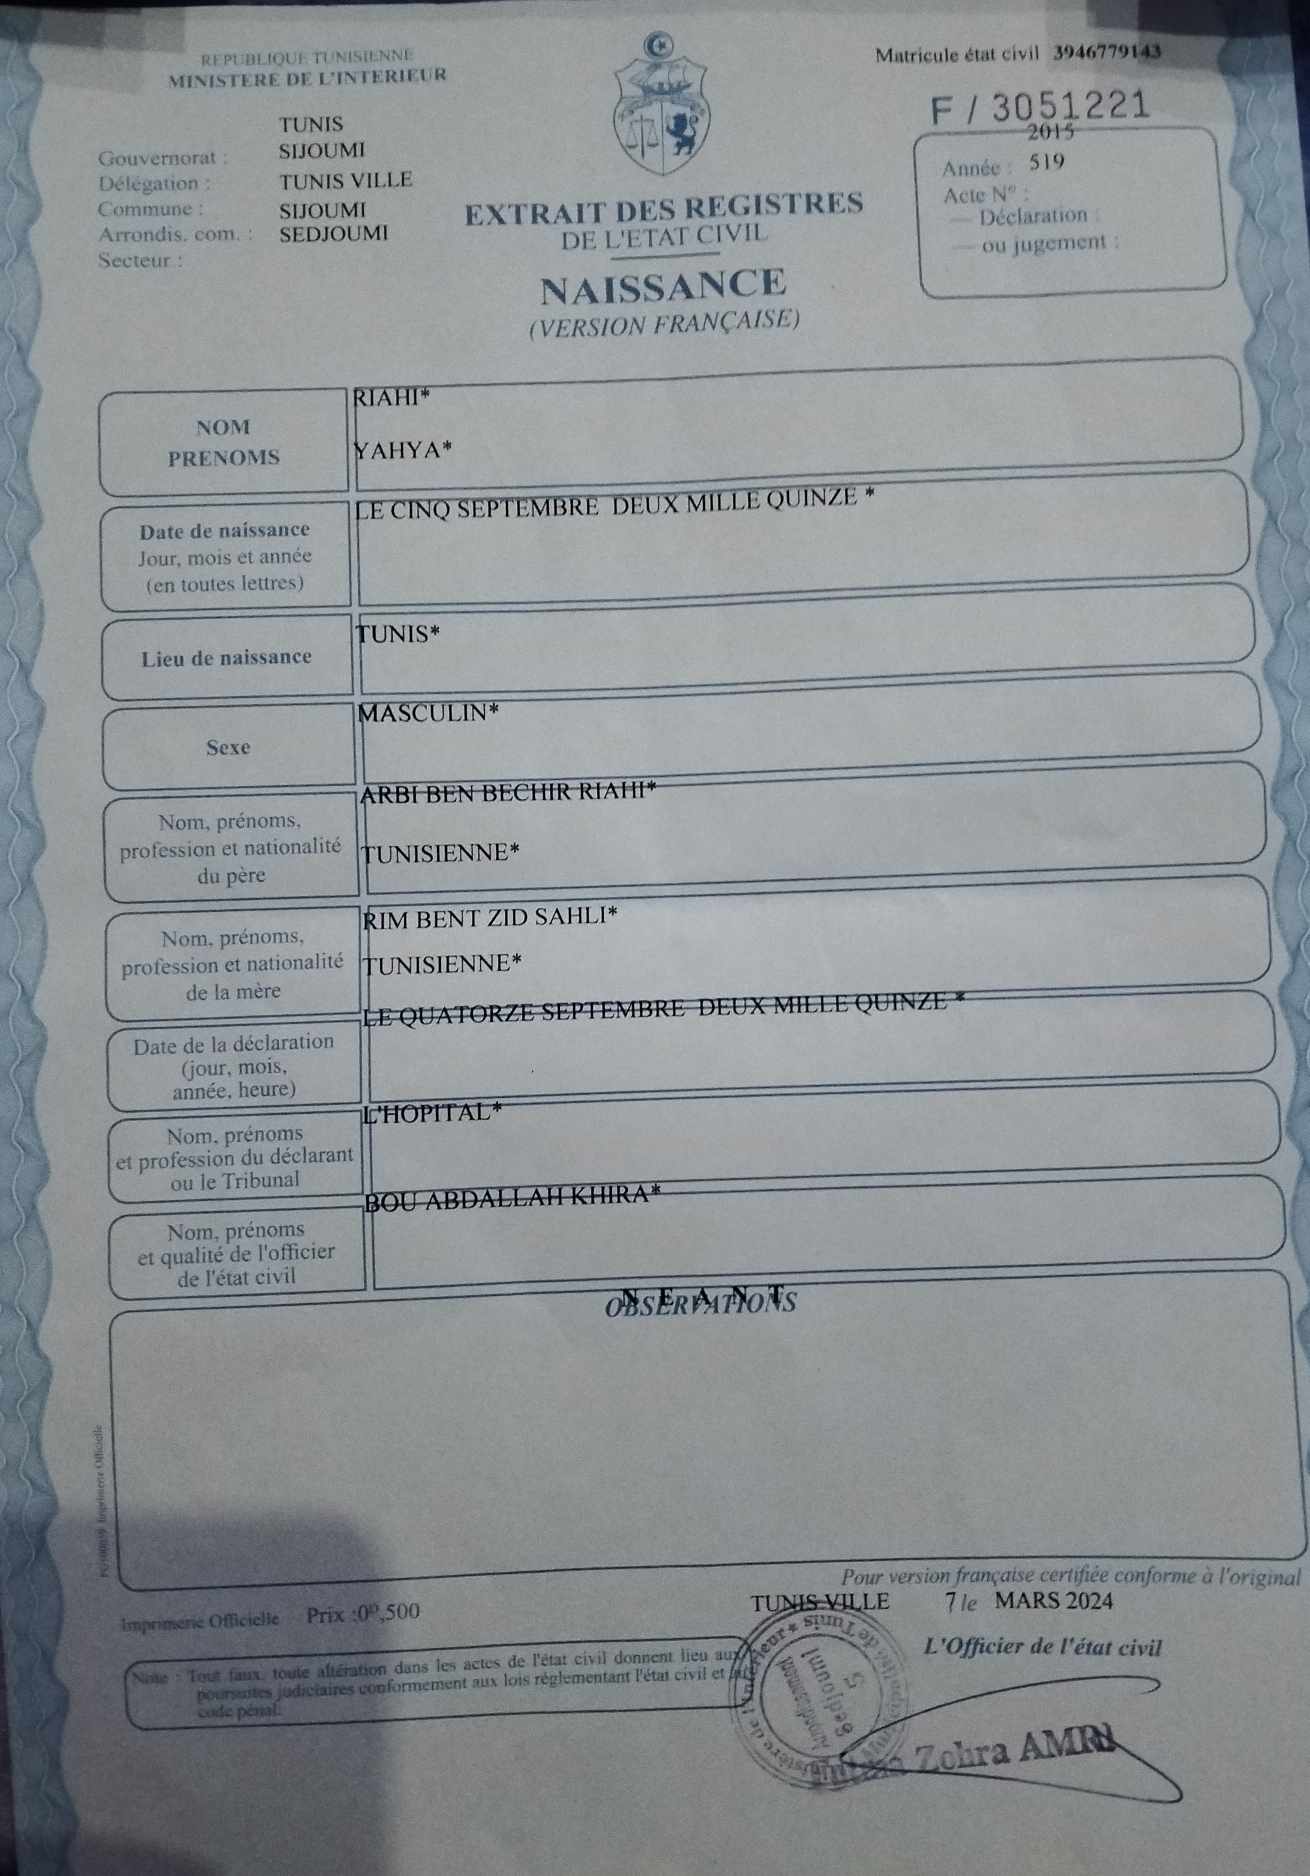 REPUBLIQUE TUNISIENNE
MINISTERE DE L'INTERIEUR
Matricule état civil 3946779143
F / 3051221
TUNIS
Gouvernorat : SIJOUMI
Délégation : TUNIS VILLE
Commune : SIJOUMI
Arrondis. com. : SEDJOUMI
Secteur :
2015
Année : 519
Acte N° :
— Déclaration :
— ou jugement :
EXTRAIT DES REGISTRES
DE L'ETAT CIVIL
NAISSANCE
(VERSION FRANÇAISE)
NOM
PRENOMS
RIAHI*
YAHYA*
Date de naissance
Jour, mois et année
(en toutes lettres)
LE CINQ SEPTEMBRE DEUX MILLE QUINZE *
Lieu de naissance
TUNIS*
Sexe
MASCULIN*
Nom, prénoms,
profession et nationalité
du père
ARBI BEN BECHIR RIAHI*
TUNISIENNE*
Nom, prénoms,
profession et nationalité
de la mère
RIM BENT ZID SAHLI*
TUNISIENNE*
Date de la déclaration
(jour, mois,
année, heure)
LE QUATORZE SEPTEMBRE DEUX MILLE QUINZE *
Nom, prénoms
et profession du déclarant
ou le Tribunal
L'HOPITAL*
Nom, prénoms
et qualité de l'officier
de l'état civil
BOU ABDALLAH KHIRA*
OBSERVATIONS
N E A N T
Imprimerie Officielle
Pour version française certifiée conforme à l'original
TUNIS VILLE 7 le MARS 2024
L'Officier de l'état civil
Imprimerie Officielle Prix :0ᴰ,500
Note : Tout faux, toute altération dans les actes de l'état civil donnent lieu aux
poursuites judiciaires conformement aux lois réglementant l'état civil et
code pénal.
Arrondissement
Sedjoumi
5
Zohra AMRI